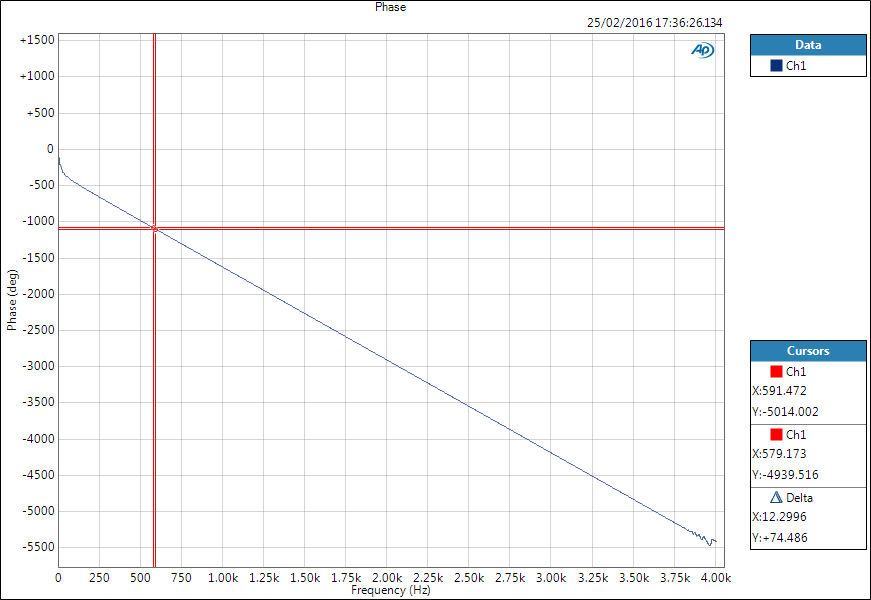 Phase
25/02/2016 17:36:26.134
+1500
+1000
+500
0
-500
-1000
-1500
-2000
-2500
-3000
-3500
-4000
-4500
-5000
-5500
Phase (deg)
0 250 500 750 1.00k 1.25k 1.50k 1.75k 2.00k 2.25k 2.50k 2.75k 3.00k 3.25k 3.50k 3.75k 4.00k
Frequency (Hz)
AP
Data
Ch1
Cursors
Ch1
X:591.472
Y:-5014.002
Ch1
X:579.173
Y:-4939.516
Delta
X:12.2996
Y:+74.486